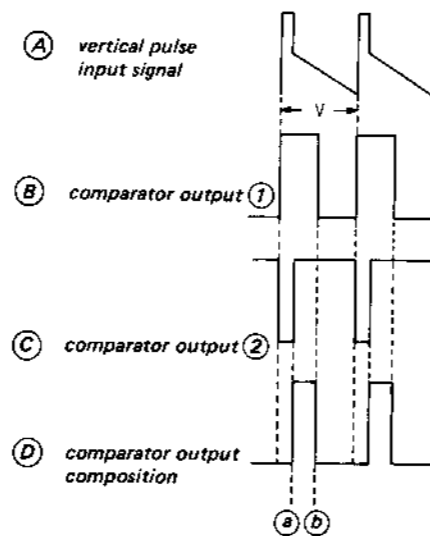 A vertical pulse
input signal
V
B comparator output 1
C comparator output 2
D comparator output
composition
a b